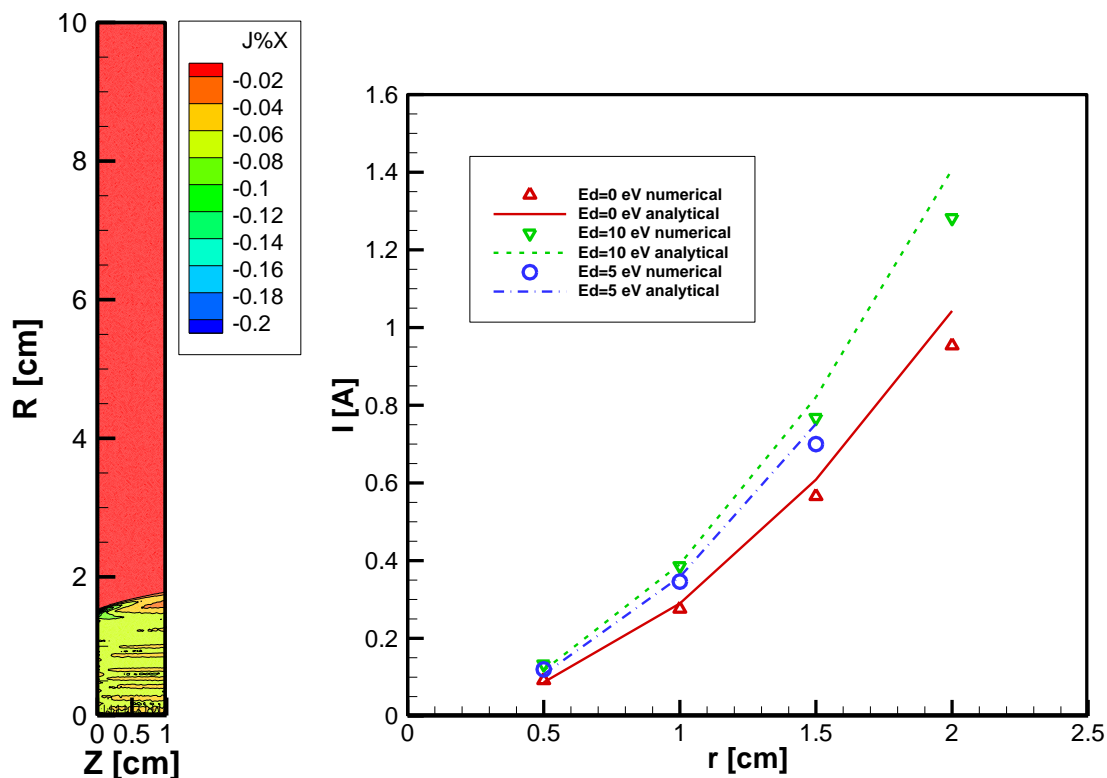 10
8
6
4
2
0
R [cm]
0 0.5 1
Z [cm]
J%X
-0.02
-0.04
-0.06
-0.08
-0.1
-0.12
-0.14
-0.16
-0.18
-0.2
1.6
1.4
1.2
1
0.8
0.6
0.4
0.2
0
I [A]
Ed=0 eV numerical
Ed=0 eV analytical
Ed=10 eV numerical
Ed=10 eV analytical
Ed=5 eV numerical
Ed=5 eV analytical
0.5 1 1.5 2 2.5
r [cm]